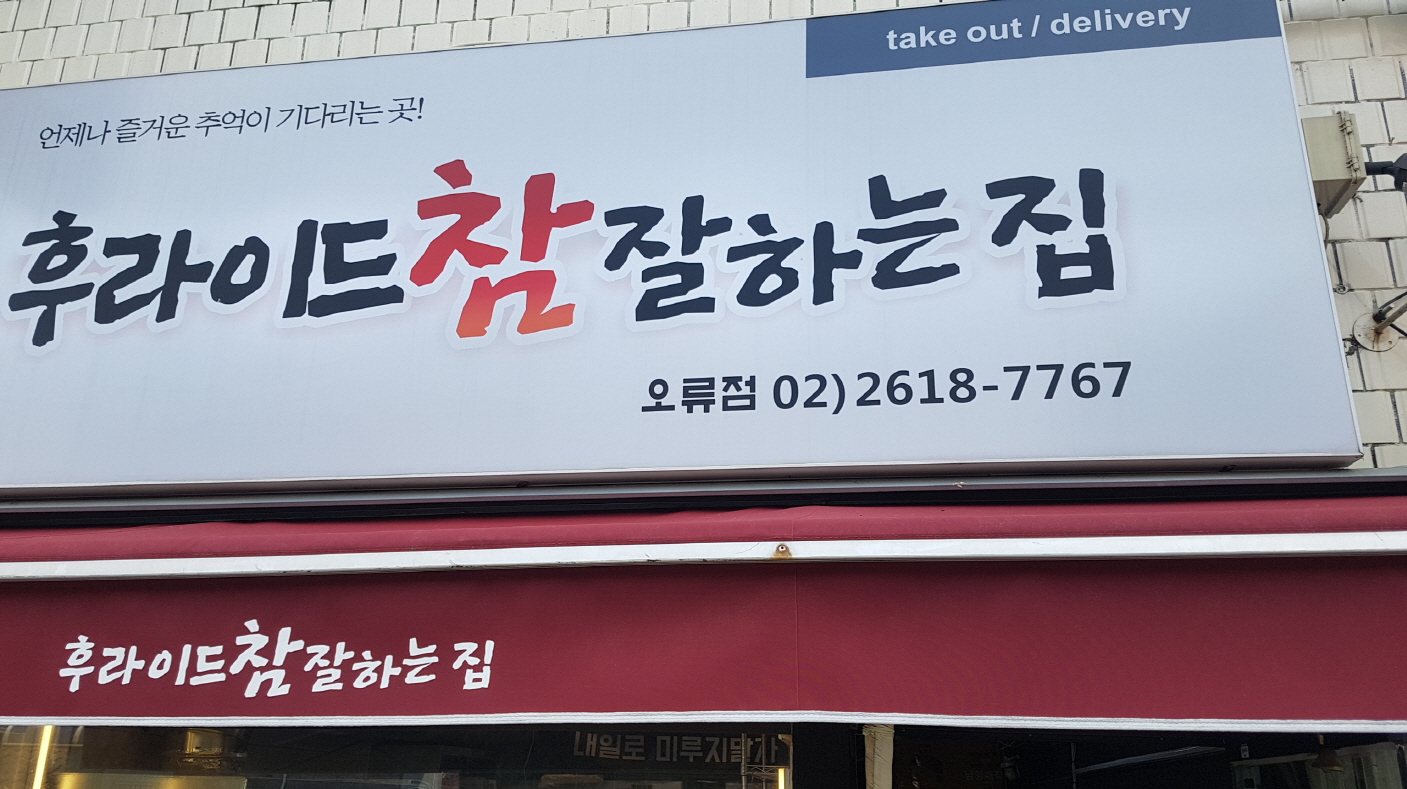 take out / delivery
언제나 즐거운 추억이 기다리는 곳!
후라이드참잘하는집
오류점 02)2618-7767
후라이드참잘하는집
내일로 미루지말자